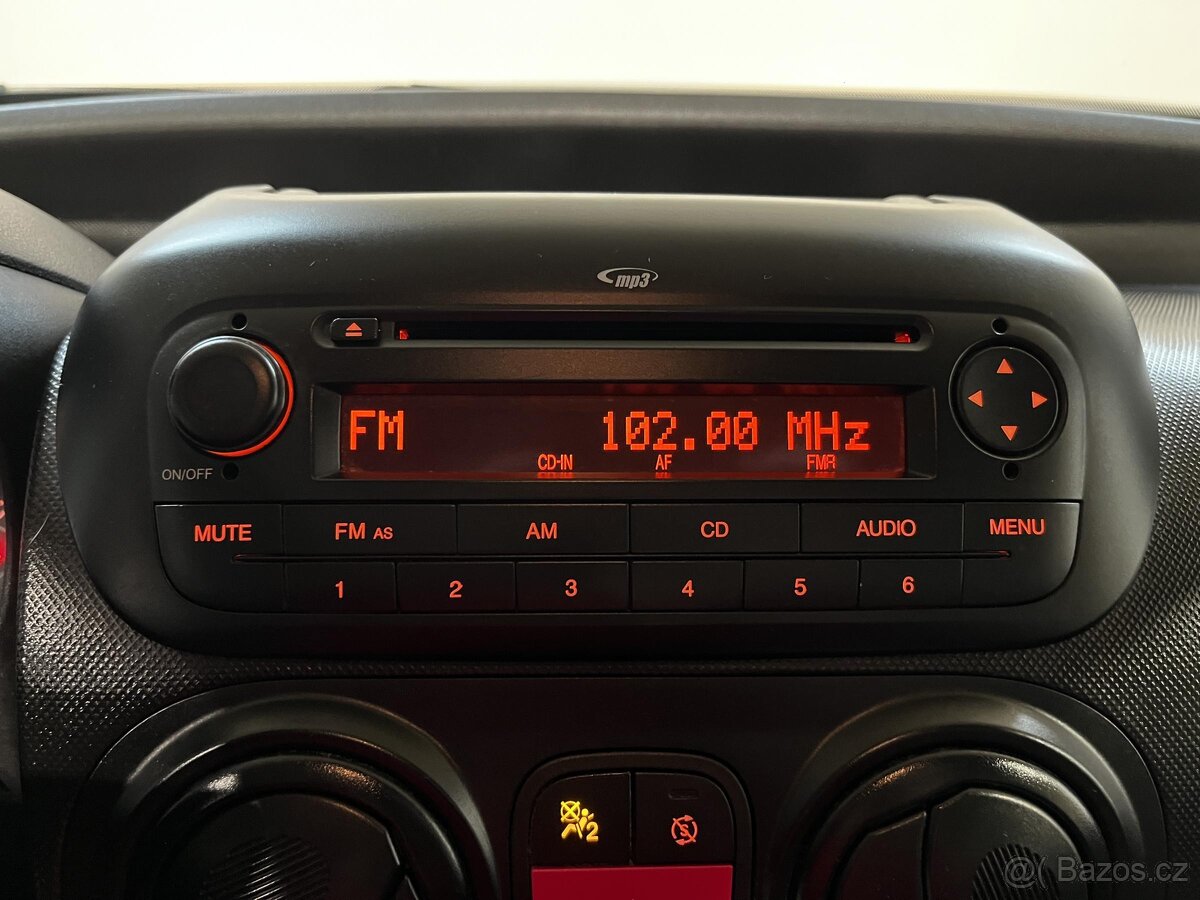 mp3
FM 102.00 MHz
CD-IN AF FMR
ON/OFF
MUTE FM AS AM CD AUDIO MENU
1 2 3 4 5 6
2 S
@( Bazos.cz